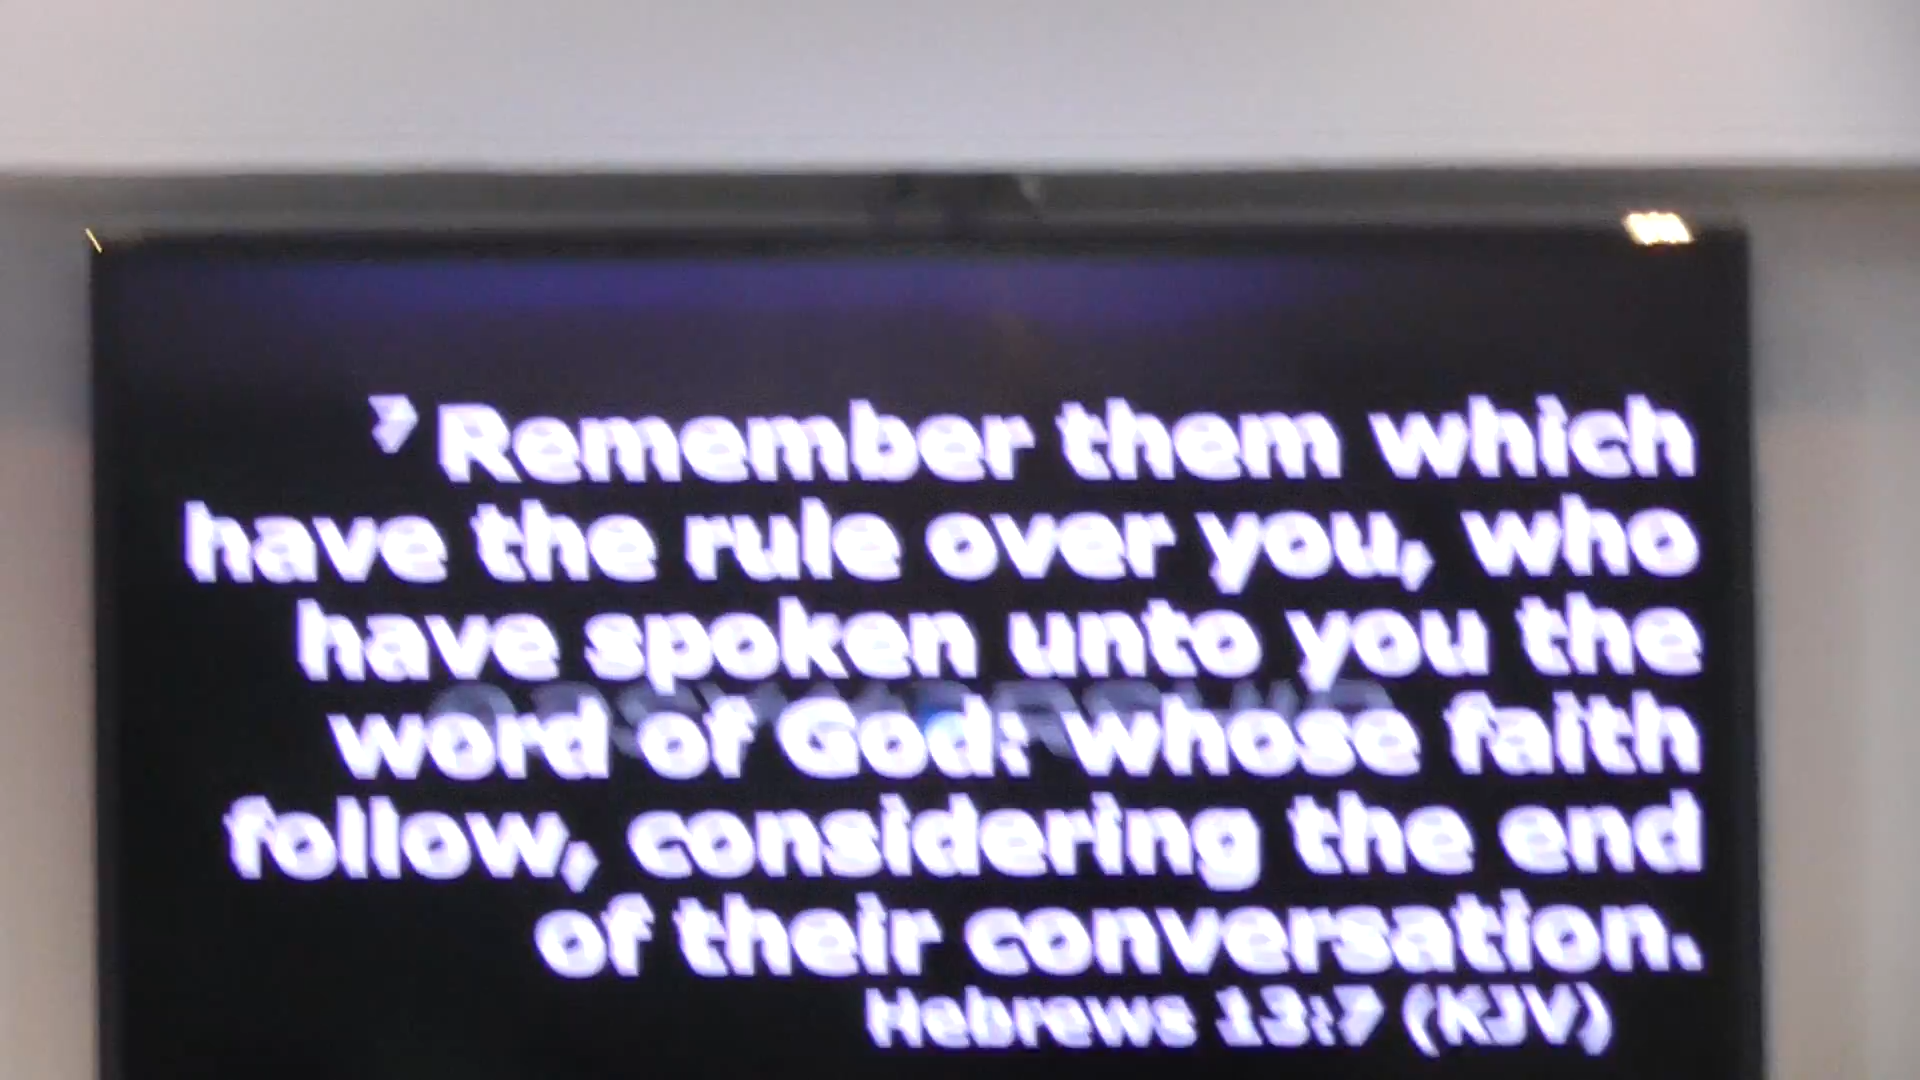 7 Remember them which
have the rule over you, who
have spoken unto you the
word of God: whose faith
follow, considering the end
of their conversation.
Hebrews 13:7 (KJV)